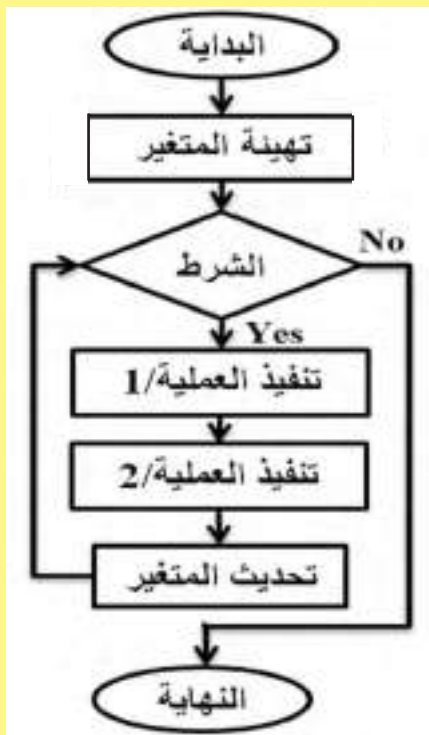 البداية
تهيئة المتغير
الشرط
No
Yes
تنفيذ العملية/1
تنفيذ العملية/2
تحديث المتغير
النهاية